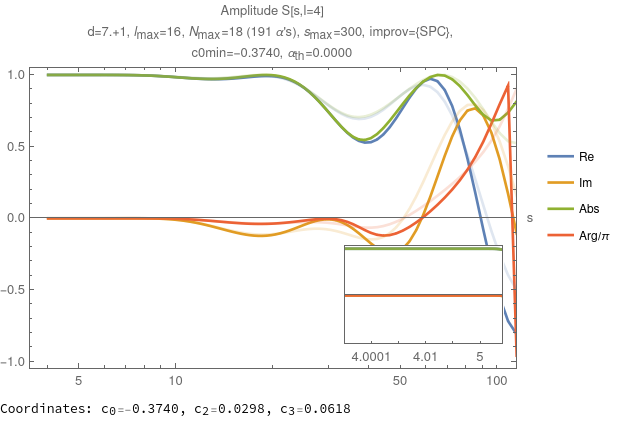 Amplitude S[s,l=4]
d=7.+1, lmax=16, Nmax=18 (191 α's), smax=300, improv={SPC},
c0min=−0.3740, αth=0.0000
1.0
0.5
0.0
−0.5
−1.0
s
Re
Im
Abs
Arg/π
4.0001 4.01 5
5 10 50 100
Coordinates: c0=-0.3740, c2=0.0298, c3=0.0618